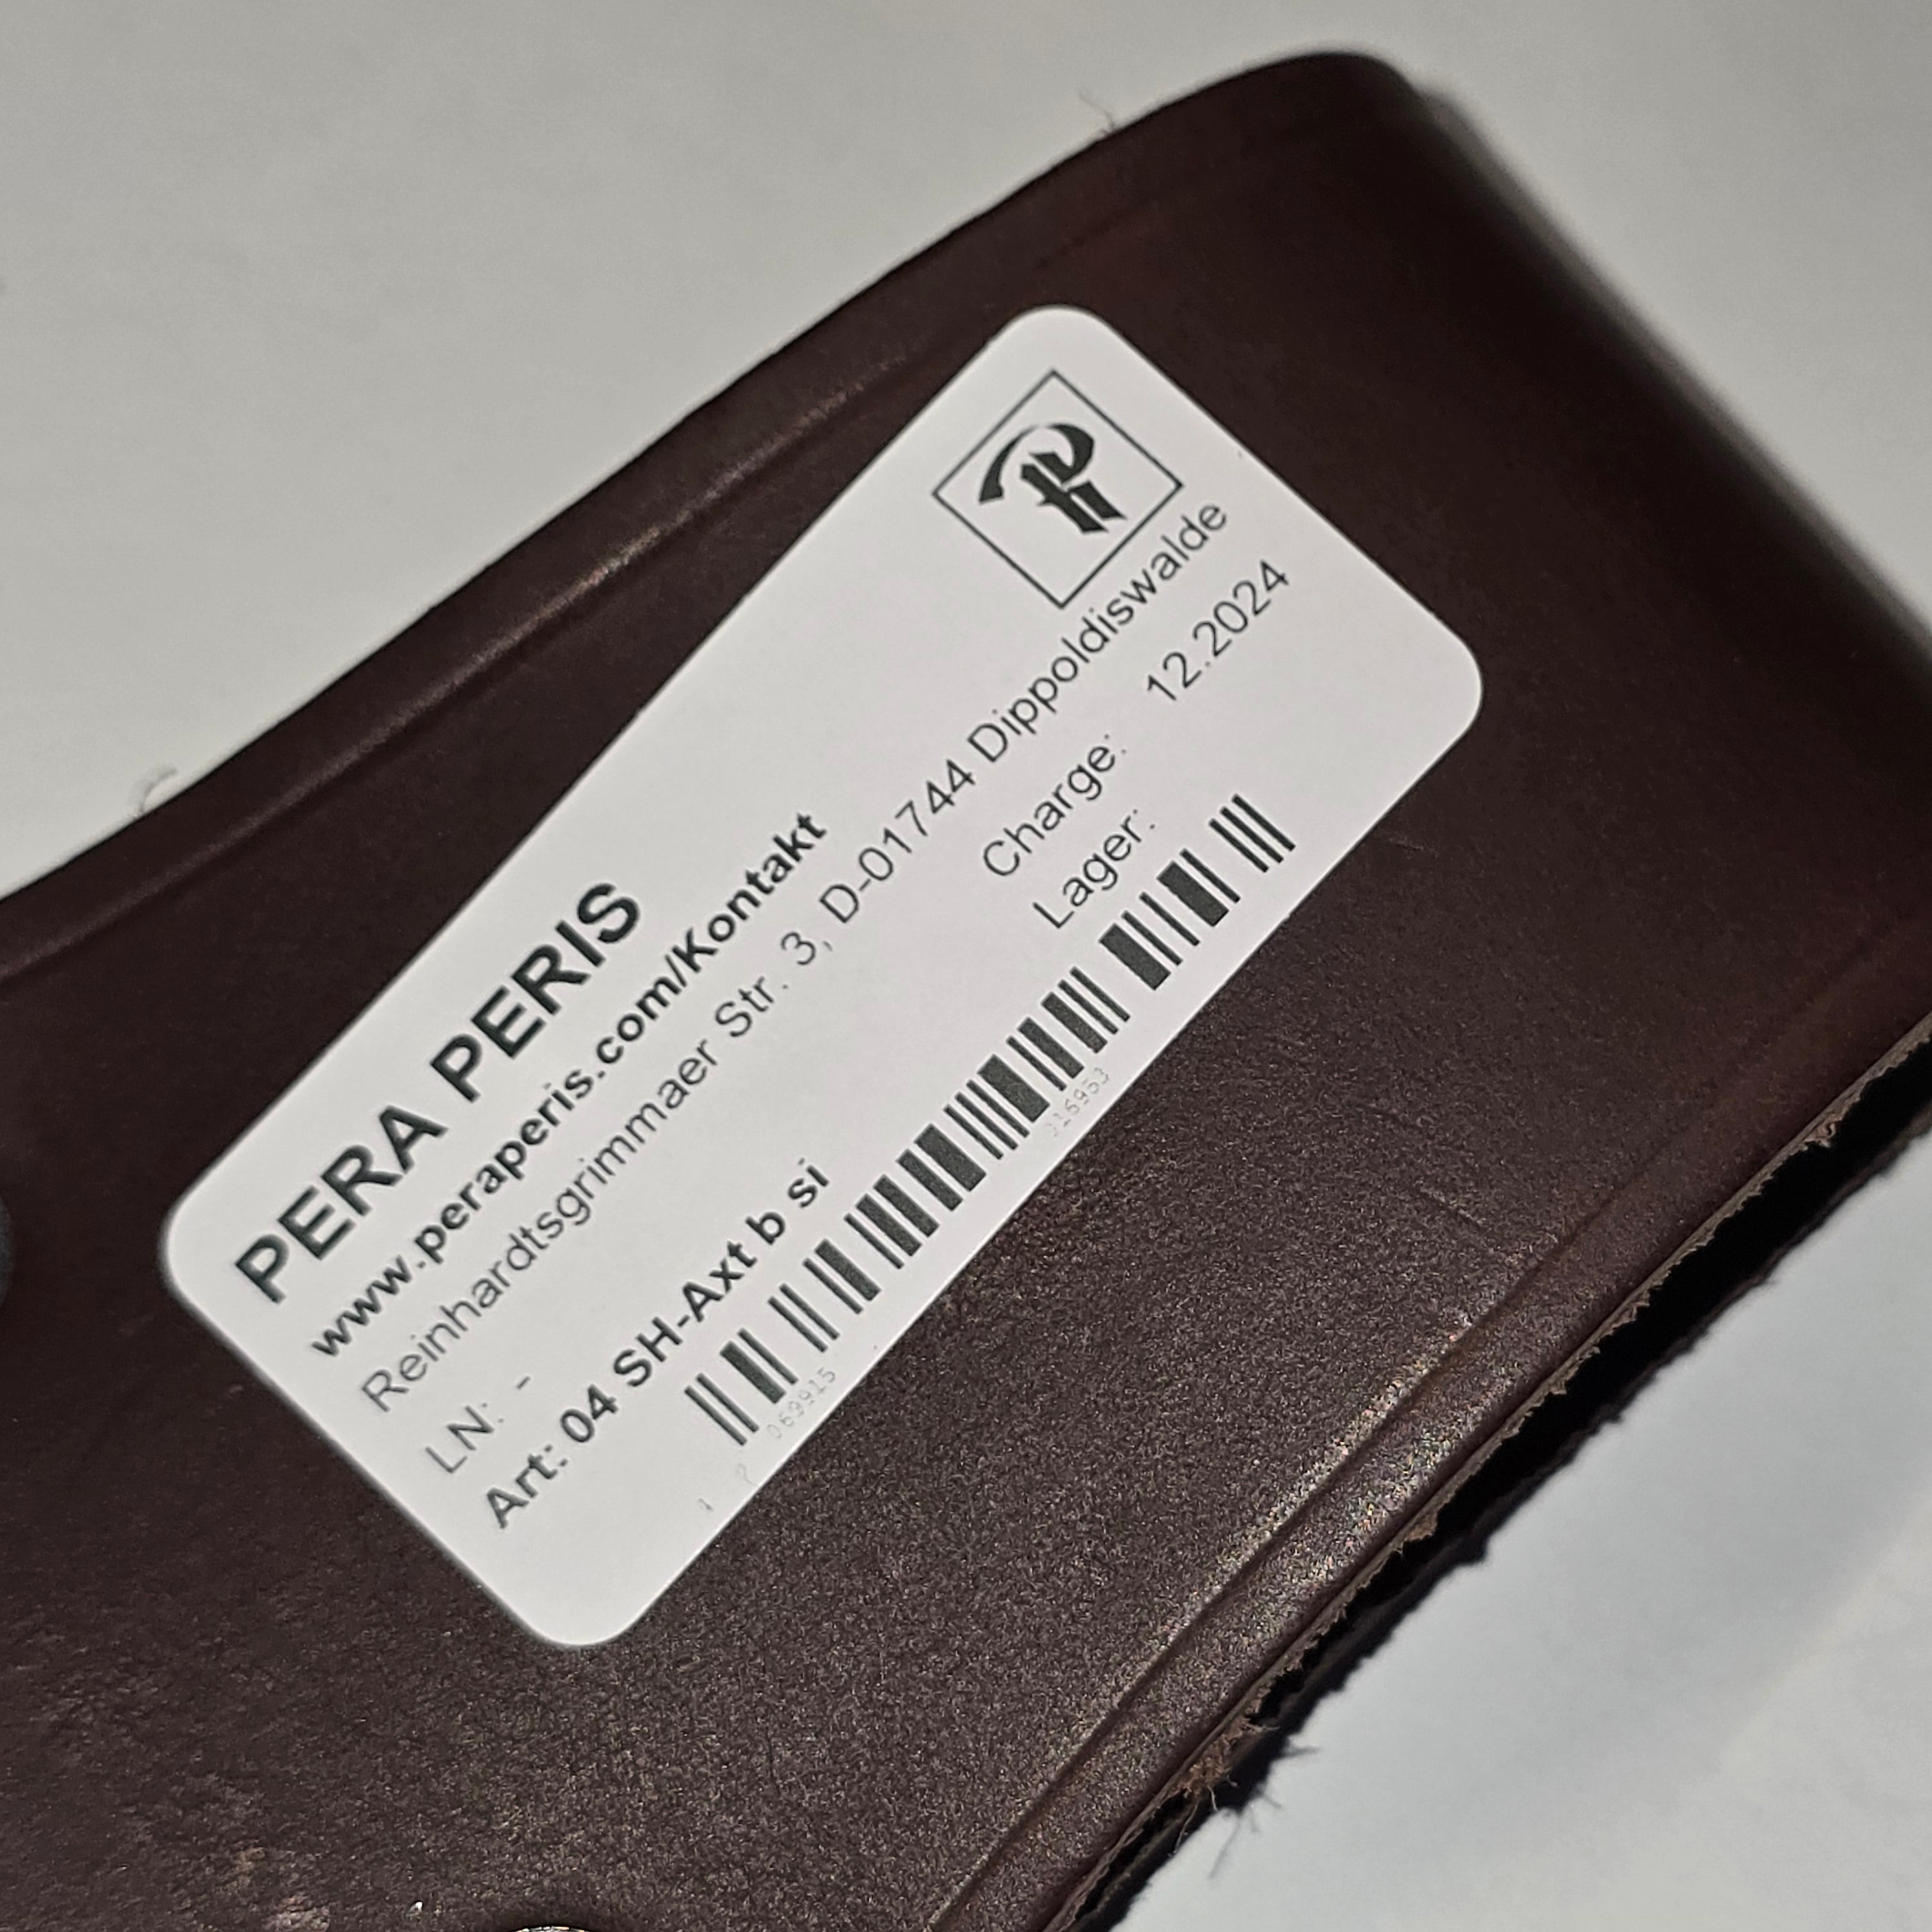 PERA PERIS
www.peraperis.com/Kontakt
Reinhardtsgrimmaer Str. 3, D-01744 Dippoldiswalde
LN: -
Charge: 12.2024
Art: 04 SH-Axt b si
Lager:
069915